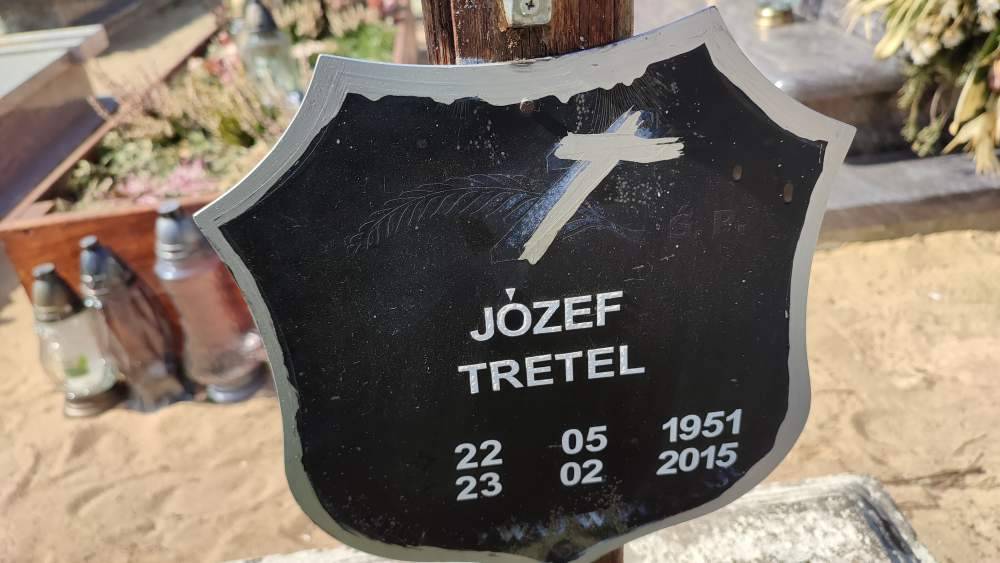 Ś P
JÓZEF
TRETEL
22 05 1951
23 02 2015